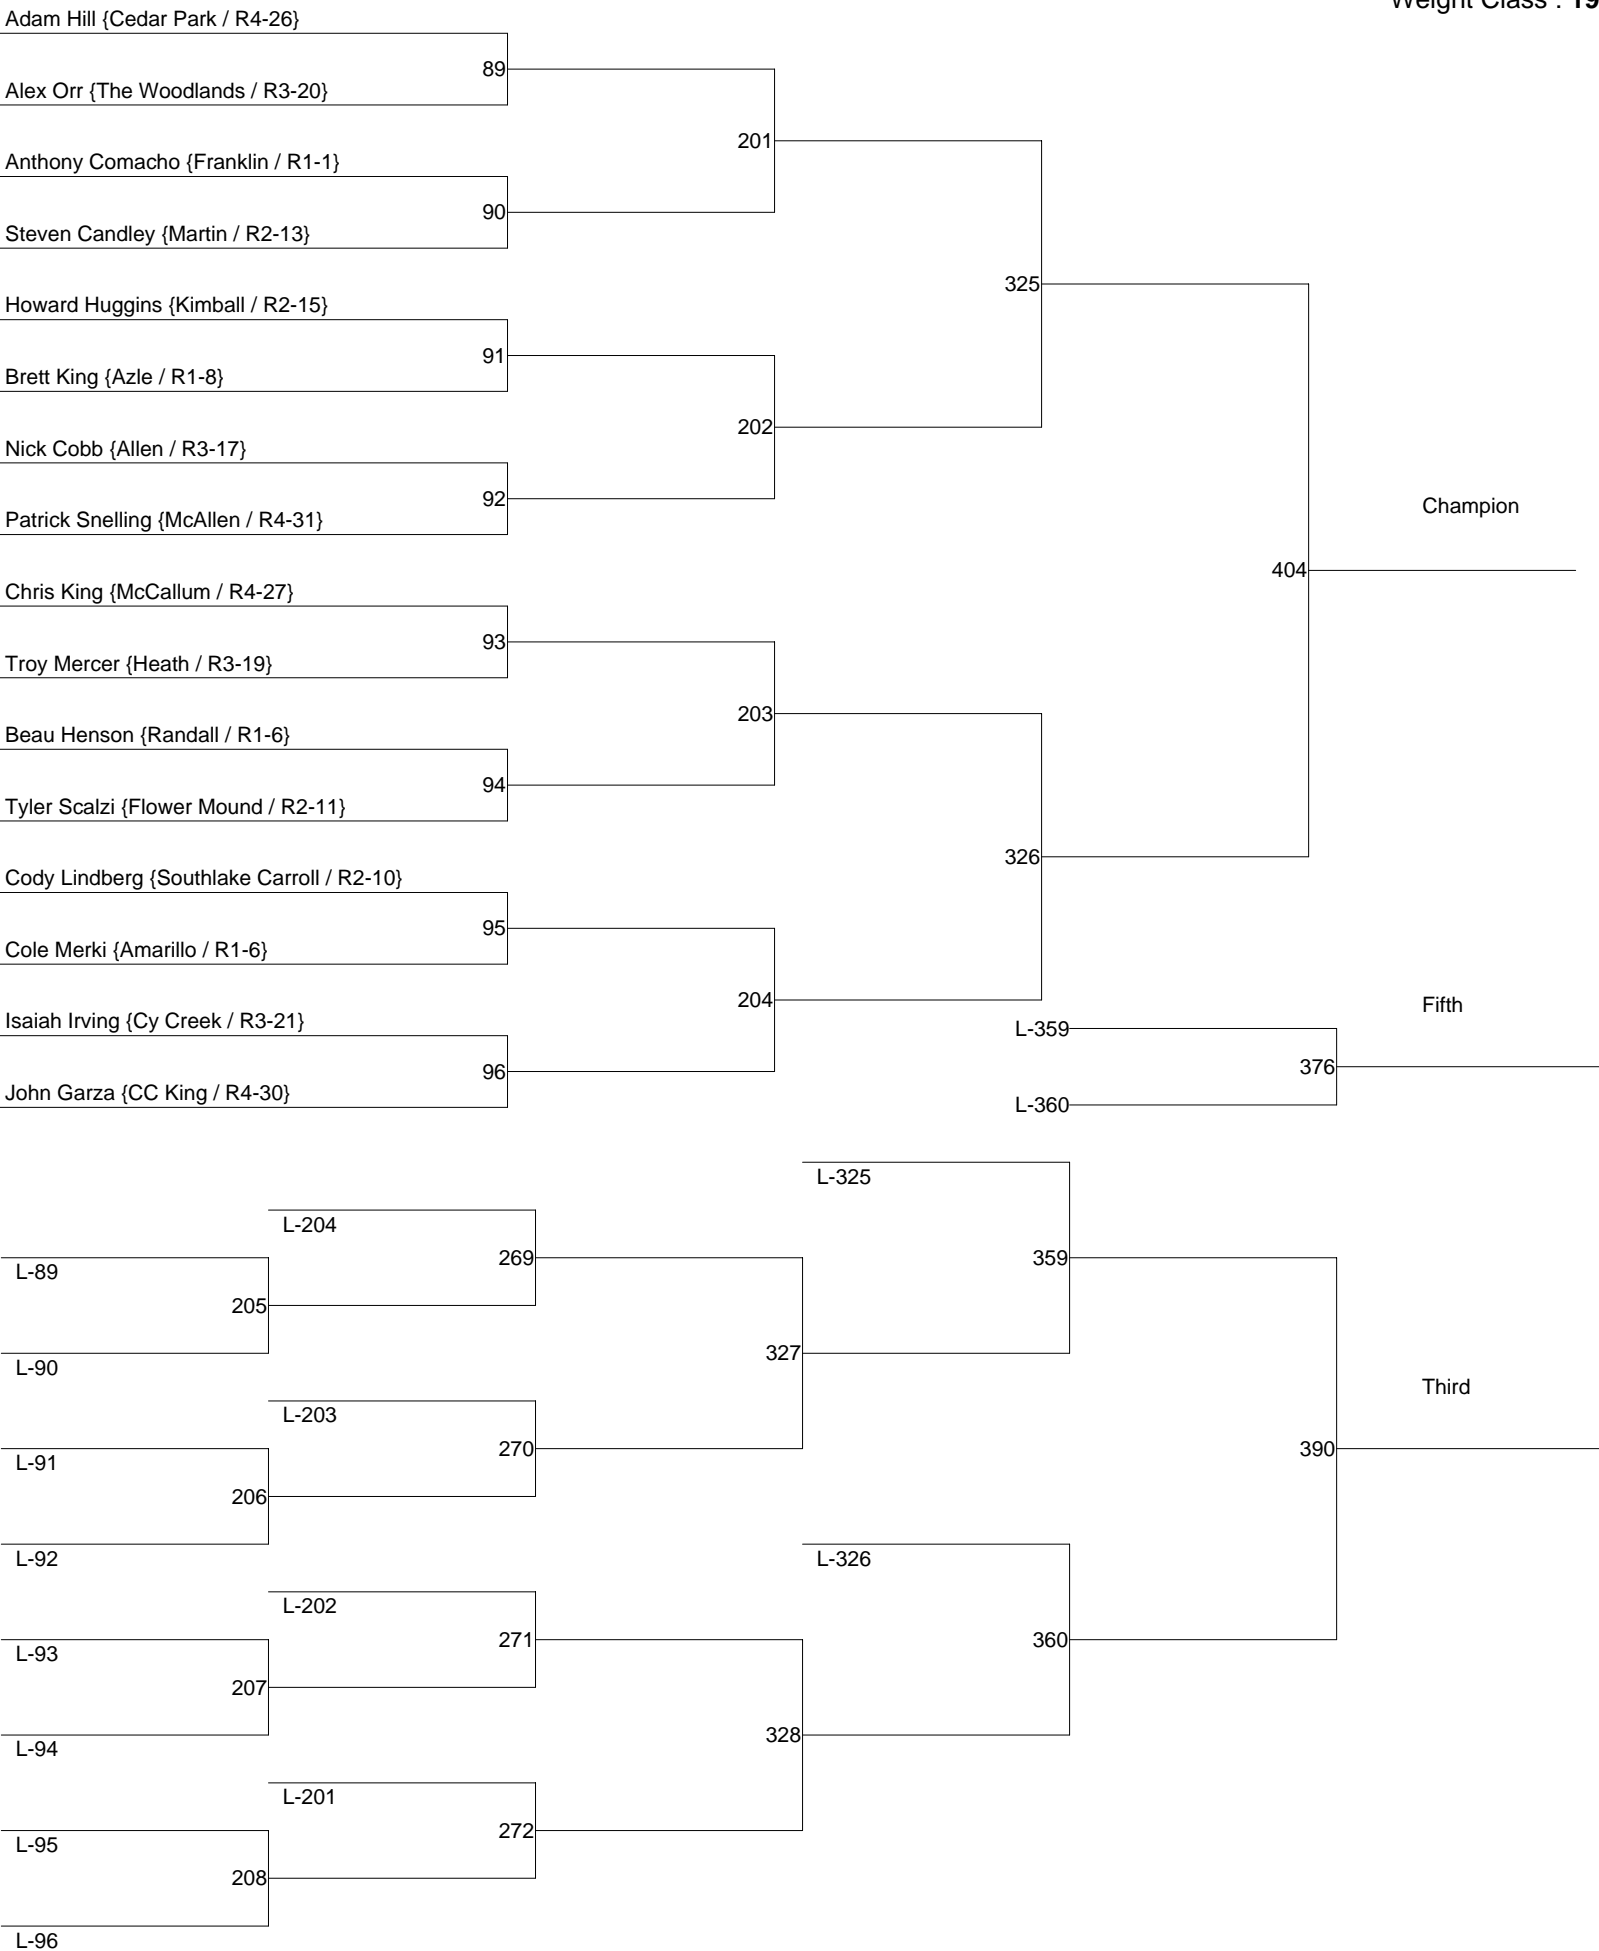 Weight Class : 19
Adam Hill {Cedar Park / R4-26}
89
Alex Orr {The Woodlands / R3-20}
201
Anthony Comacho {Franklin / R1-1}
90
Steven Candley {Martin / R2-13}
325
Howard Huggins {Kimball / R2-15}
91
Brett King {Azle / R1-8}
202
Nick Cobb {Allen / R3-17}
92
Patrick Snelling {McAllen / R4-31}
Champion
404
Chris King {McCallum / R4-27}
93
Troy Mercer {Heath / R3-19}
203
Beau Henson {Randall / R1-6}
94
Tyler Scalzi {Flower Mound / R2-11}
326
Cody Lindberg {Southlake Carroll / R2-10}
95
Cole Merki {Amarillo / R1-6}
204
Fifth
Isaiah Irving {Cy Creek / R3-21}
L-359
96
376
John Garza {CC King / R4-30}
L-360
L-325
L-204
269
359
L-89
205
327
L-90
Third
L-203
270
390
L-91
206
L-92
L-326
L-202
271
360
L-93
207
328
L-94
L-201
272
L-95
208
L-96